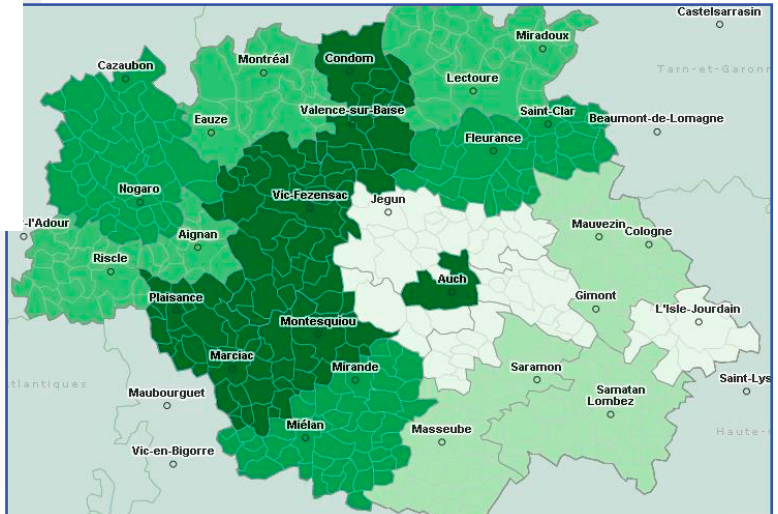 Castelsarrasin
Miradoux
Condom
Montréal
Cazaubon
Tarn-et-Garonn
Lectoure
Valence-sur-Baïse
Saint-Clar
Eauze
Beaumont-de-Lomagne
Fleurance
Nogaro
Vic-Fezensac
Jegun
r-l'Adour
Aignan
Mauvezin
Cologne
Riscle
Auch
Plaisance
Gimont
L'Isle-Jourdain
Montesquiou
Marciac
Mirande
Saramon
tlantiques
Maubourguet
Samatan
Saint-Lys
Lombez
Miélan
Masseube
Haute-
Vic-en-Bigorre